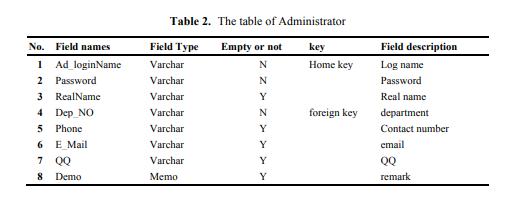 Table 2. The table of Administrator
No. Field names Field Type Empty or not key Field description
1 Ad_loginName Varchar N Home key Log name
2 Password Varchar N Password
3 RealName Varchar Y Real name
4 Dep_NO Varchar N foreign key department
5 Phone Varchar Y Contact number
6 E_Mail Varchar Y email
7 QQ Varchar Y QQ
8 Demo Memo Y remark